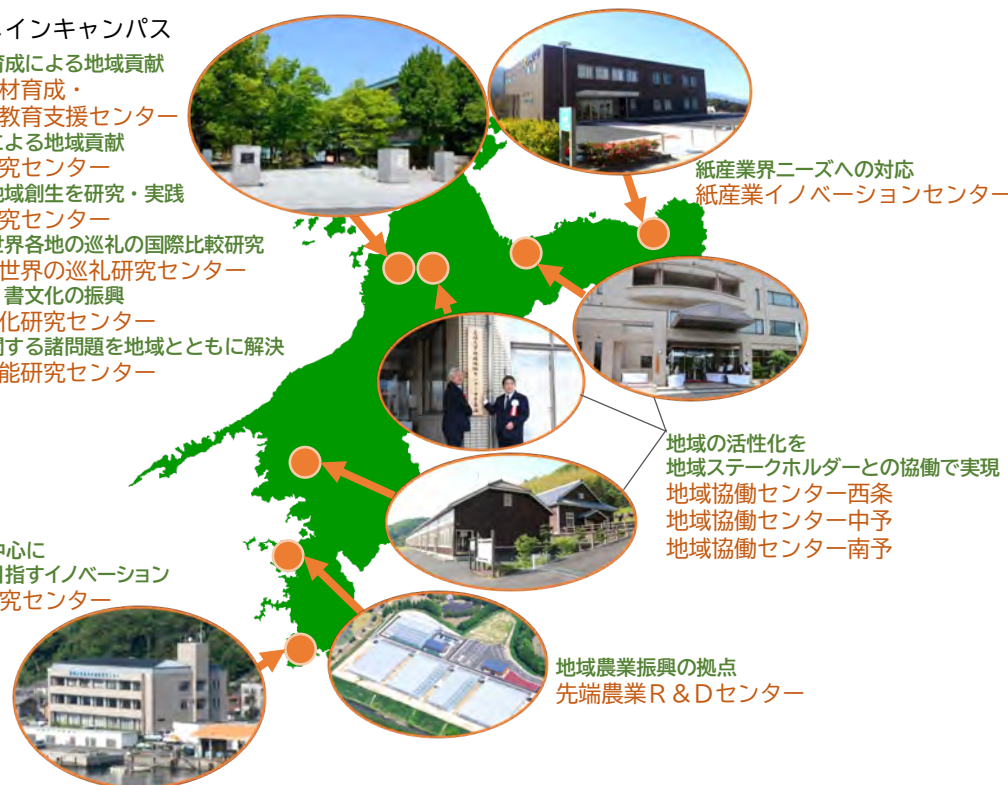 インキャンパス
育成による地域貢献
材育成・
教育支援センター
による地域貢献
究センター
地域創生を研究・実践
究センター
世界各地の巡礼の国際比較研究
世界の巡礼研究センター
書文化の振興
化研究センター
関する諸問題を地域とともに解決
能研究センター
紙産業界ニーズへの対応
紙産業イノベーションセンター
地域の活性化を
地域ステークホルダーとの協働で実現
地域協働センター西条
地域協働センター中予
地域協働センター南予
中心に
目指すイノベーション
究センター
地域農業振興の拠点
先端農業R&Dセンター